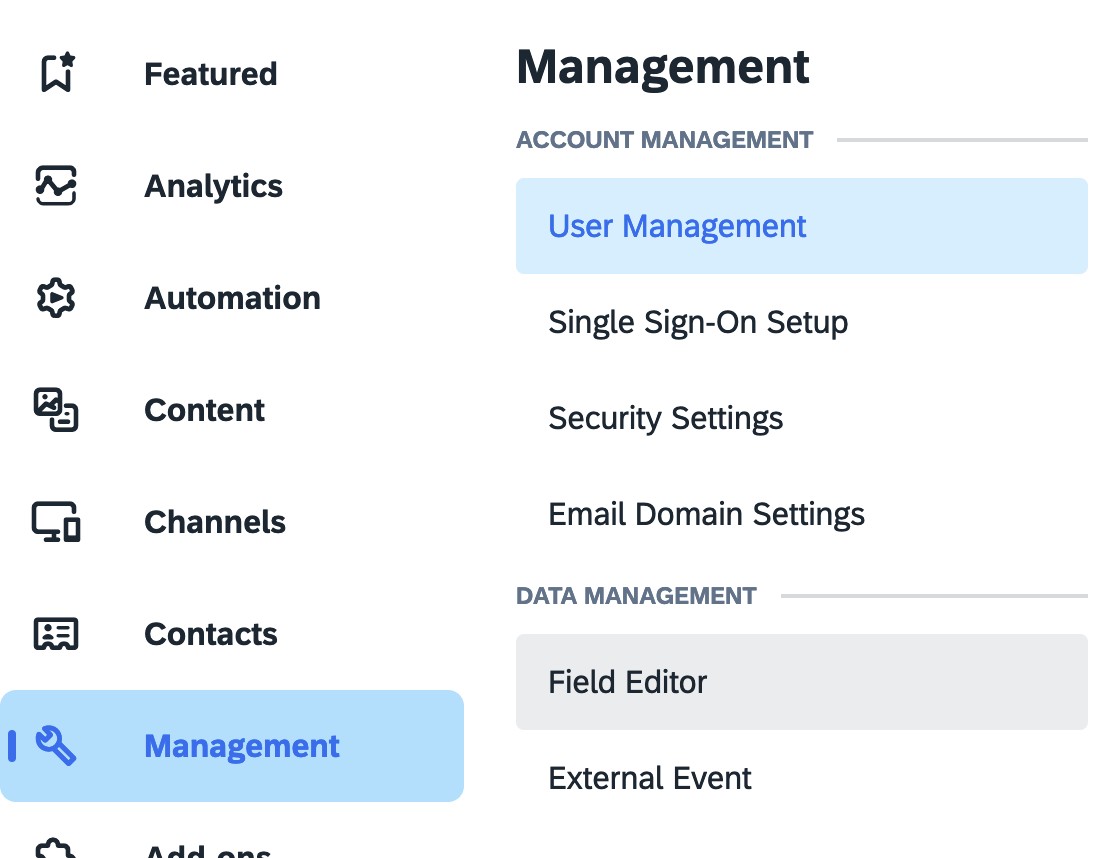 Featured
Analytics
Automation
Content
Channels
Contacts
Management
Add-ons
Management
ACCOUNT MANAGEMENT
User Management
Single Sign-On Setup
Security Settings
Email Domain Settings
DATA MANAGEMENT
Field Editor
External Event